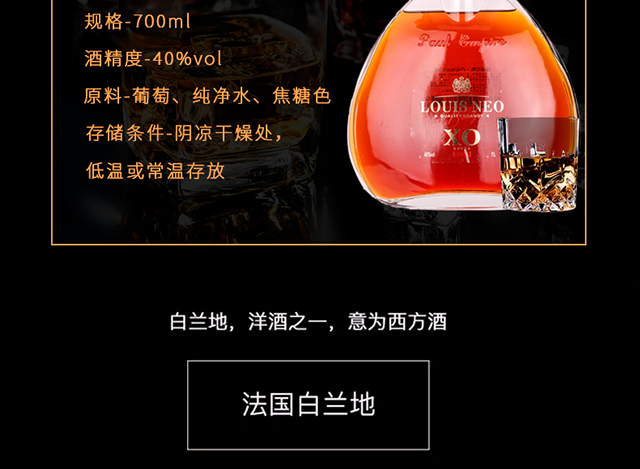 规格-700ml
酒精度-40%vol
原料-葡萄、纯净水、焦糖色
存储条件-阴凉干燥处，
低温或常温存放
Paul Empire
LOUIS NEO
XO
白兰地，洋酒之一，意为西方酒
法国白兰地